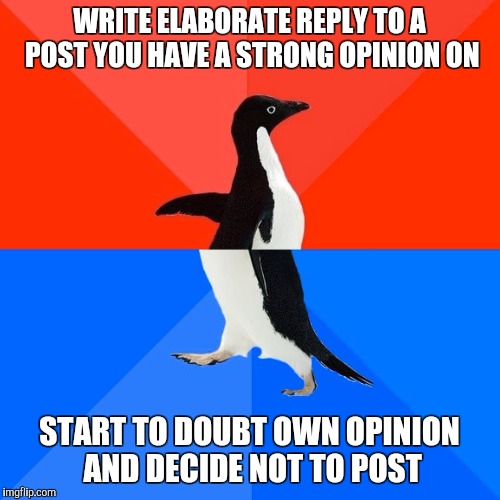 WRITE ELABORATE REPLY TO A
POST YOU HAVE A STRONG OPINION ON
START TO DOUBT OWN OPINION
AND DECIDE NOT TO POST
imgflip.com